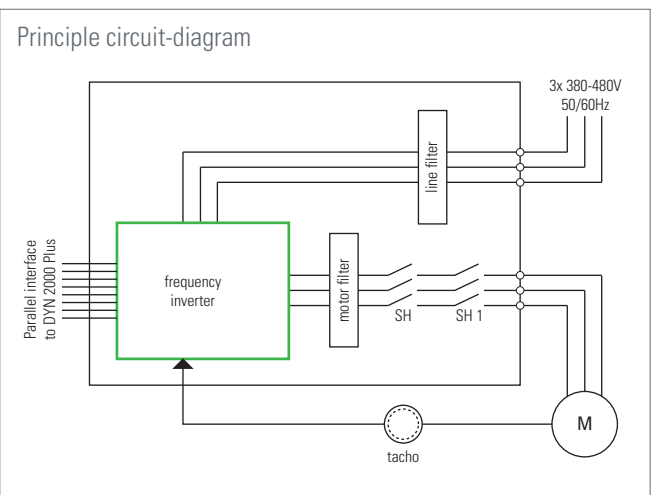 Principle circuit-diagram
3x 380-480V
50/60Hz
line filter
Parallel interface
to DYN 2000 Plus
frequency
inverter
motor filter
SH
SH 1
M
tacho